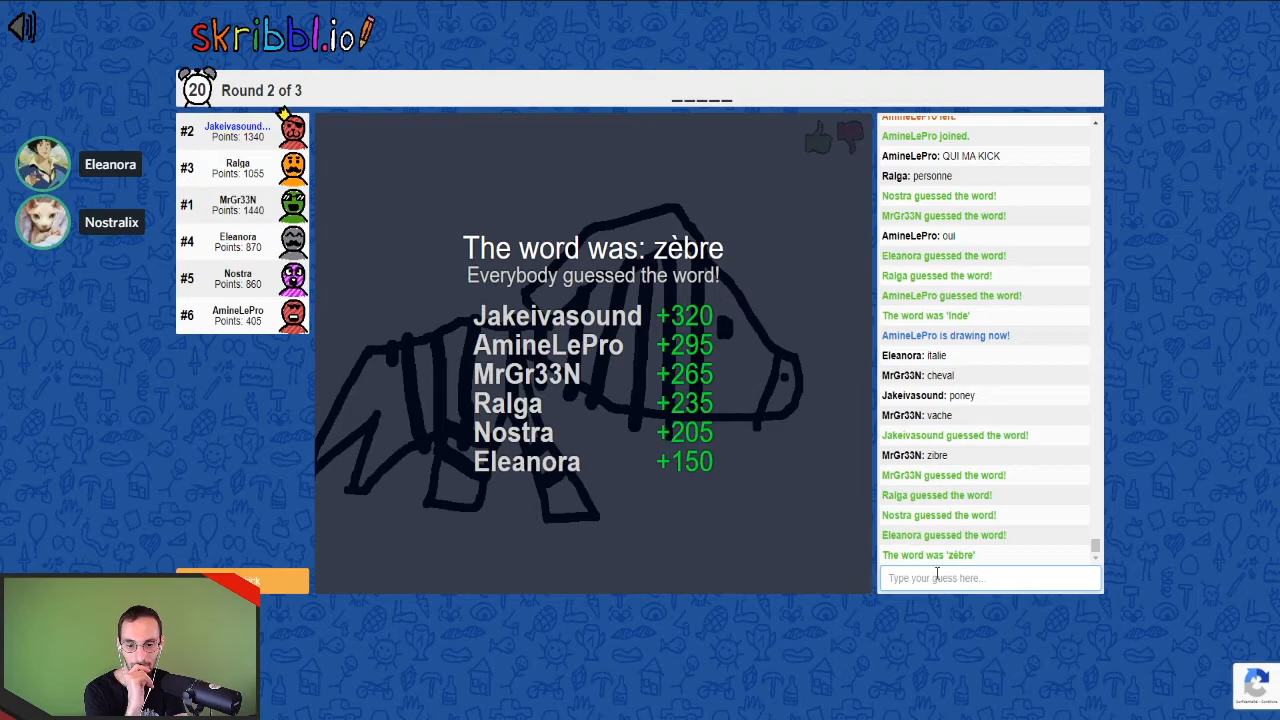 skribbl.io
20
Round 2 of 3
_____
#2
Jakeivasound...
Points: 1340
#3
Ralga
Points: 1055
#1
MrGr33N
Points: 1440
#4
Eleanora
Points: 870
#5
Nostra
Points: 860
#6
AmineLePro
Points: 405
Eleanora
Nostralix
The word was: zèbre
Everybody guessed the word!
Jakeivasound +320
AmineLePro +295
MrGr33N +265
Ralga +235
Nostra +205
Eleanora +150
AmineLePro left.
AmineLePro joined.
AmineLePro: QUI MA KICK
Ralga: personne
Nostra guessed the word!
MrGr33N guessed the word!
AmineLePro: oui
Eleanora guessed the word!
Ralga guessed the word!
AmineLePro guessed the word!
The word was 'Inde'
AmineLePro is drawing now!
Eleanora: italie
MrGr33N: cheval
Jakeivasound: poney
MrGr33N: vache
Jakeivasound guessed the word!
MrGr33N: zibre
MrGr33N guessed the word!
Ralga guessed the word!
Nostra guessed the word!
Eleanora guessed the word!
The word was 'zèbre'
Type your guess here...